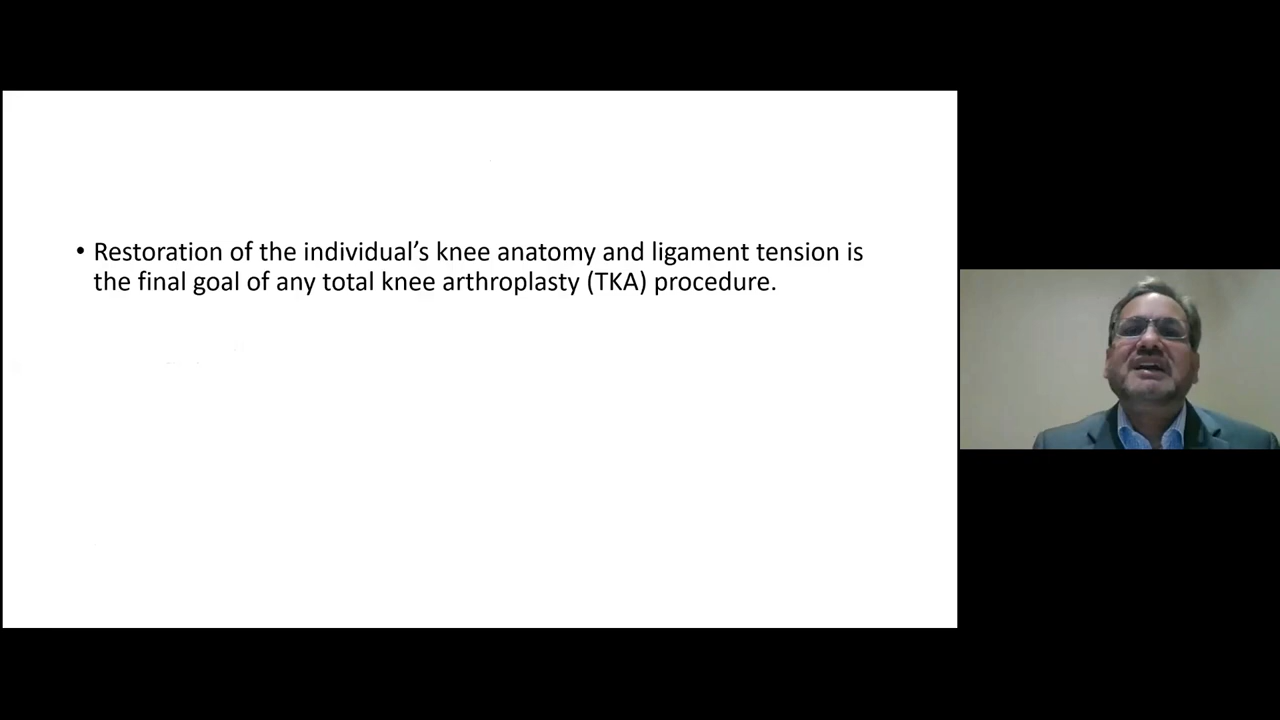 • Restoration of the individual’s knee anatomy and ligament tension is
the final goal of any total knee arthroplasty (TKA) procedure.